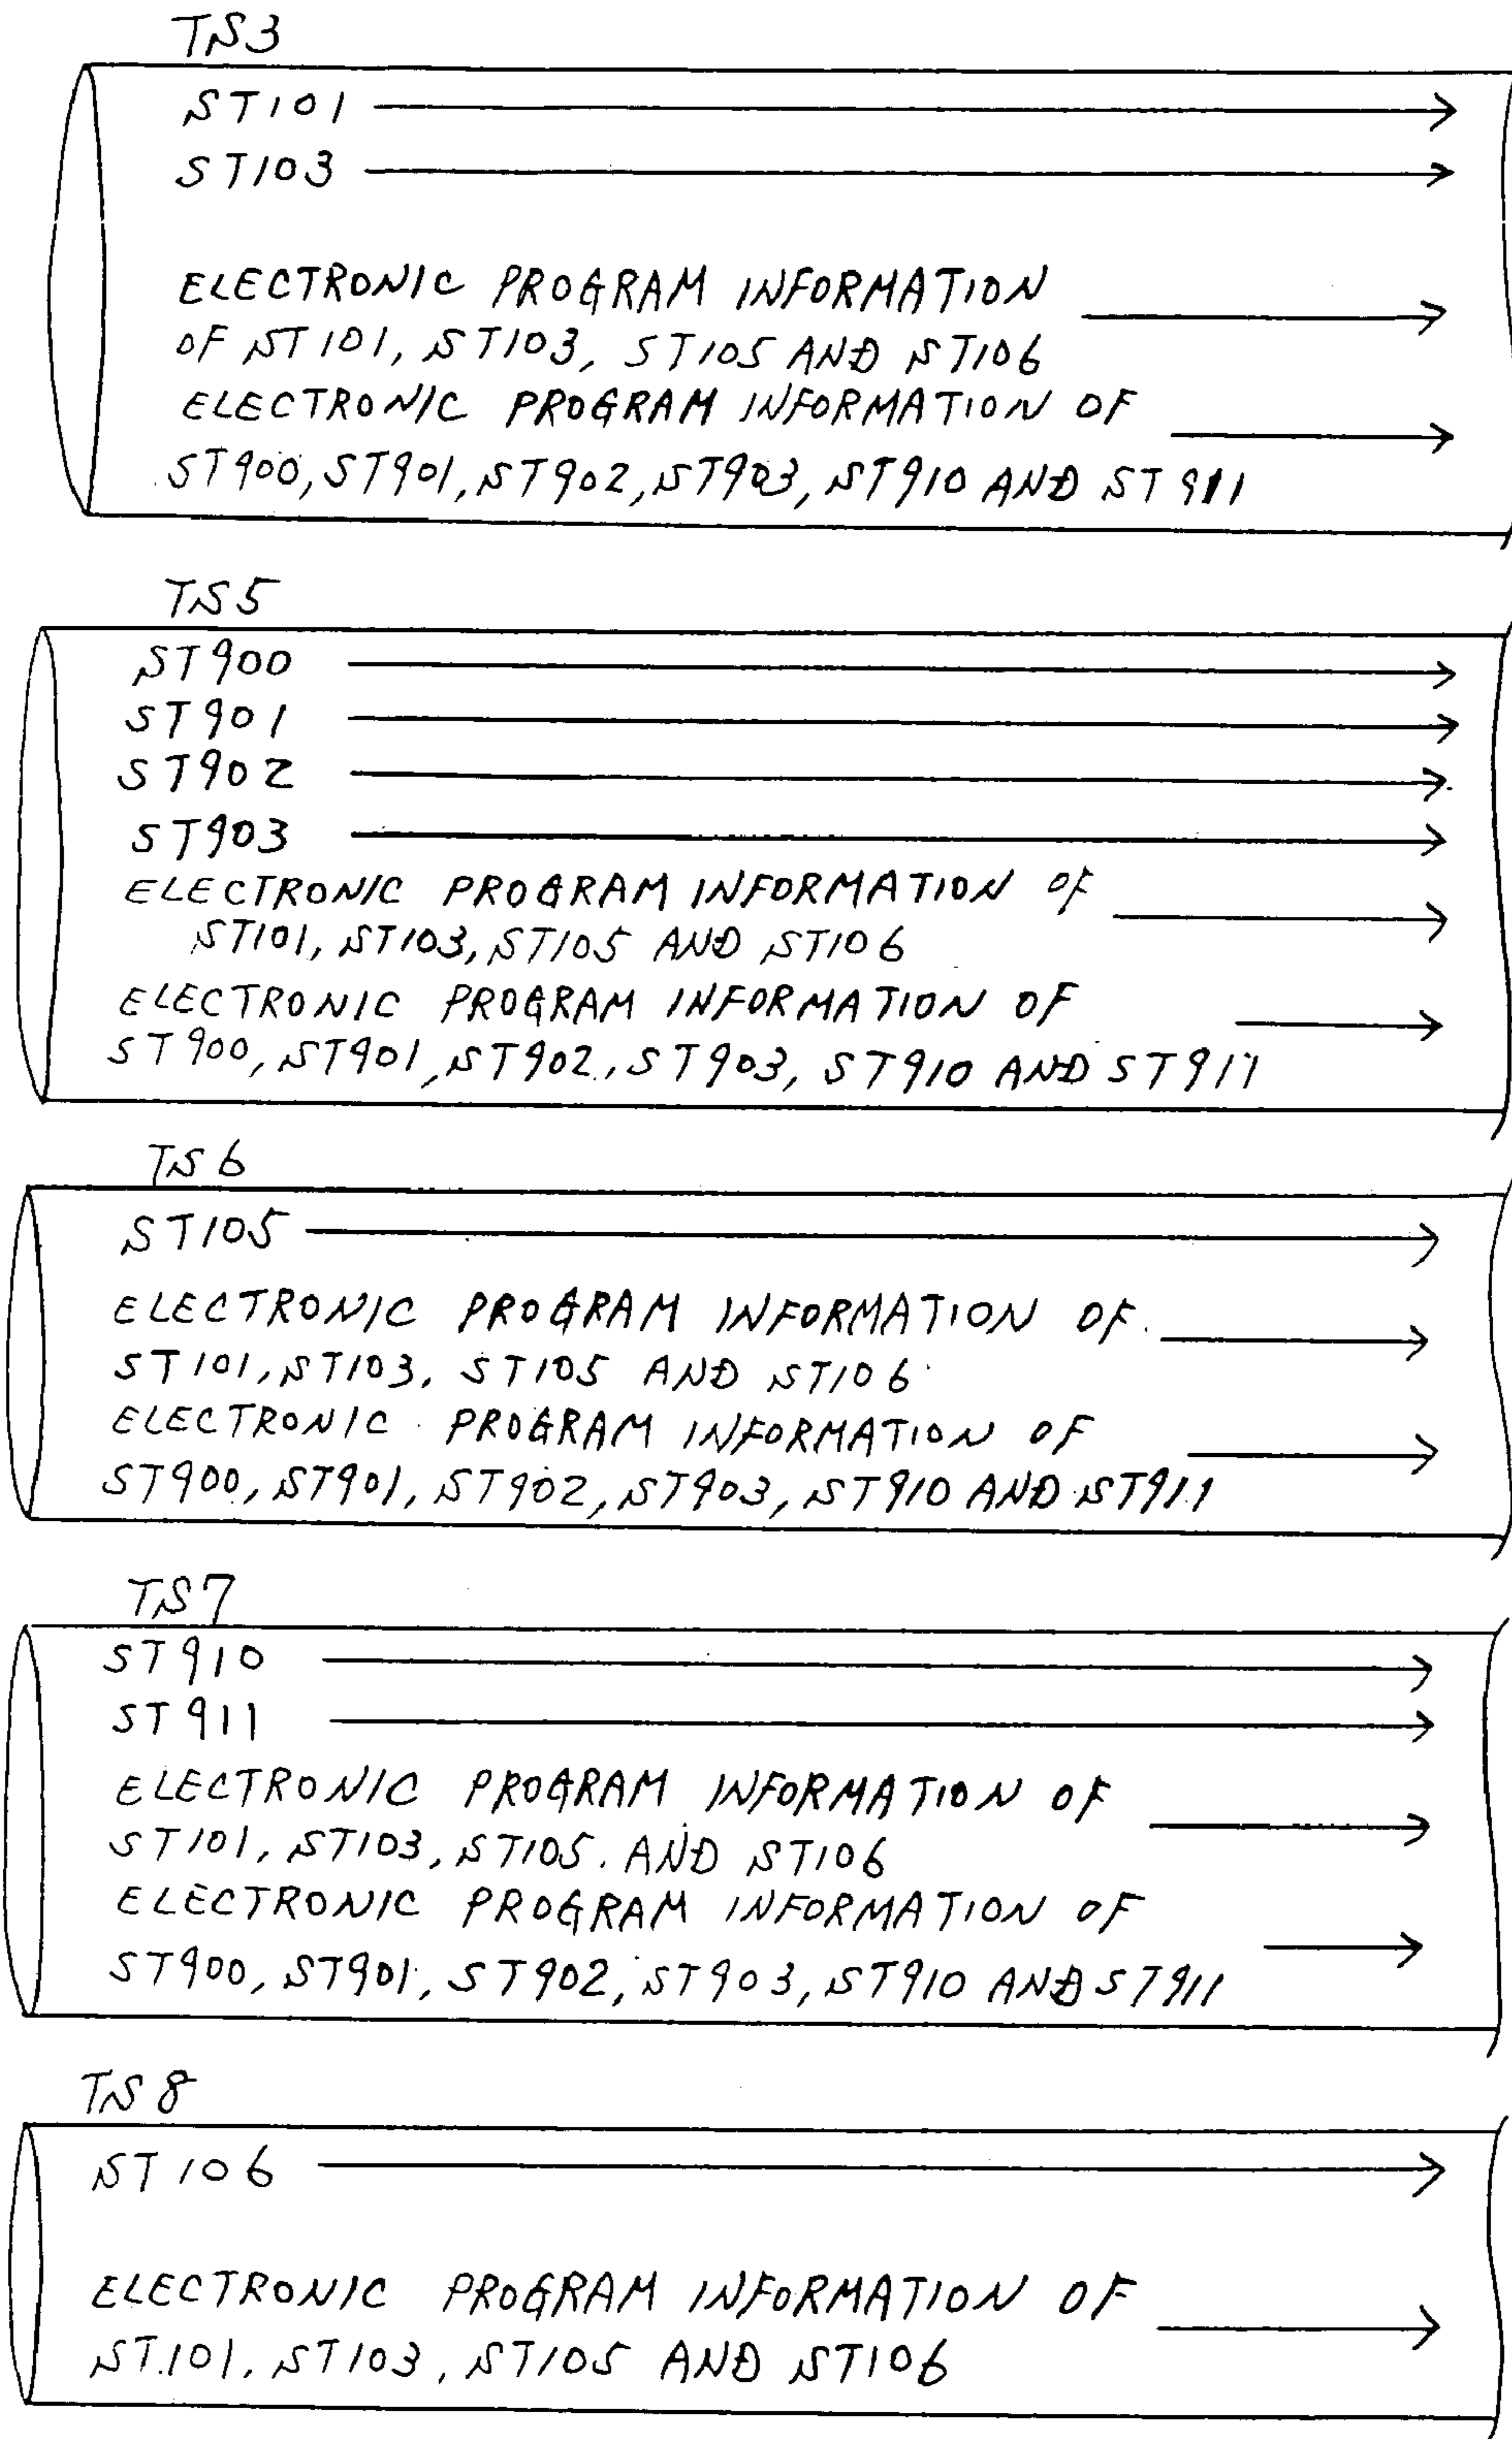 TS3
ST101
ST103
ELECTRONIC PROGRAM INFORMATION
OF ST101, ST103, ST105 AND ST106
ELECTRONIC PROGRAM INFORMATION OF
ST900, ST901, ST902, ST903, ST910 AND ST911
TS5
ST900
ST901
ST902
ST903
ELECTRONIC PROGRAM INFORMATION OF
ST101, ST103, ST105 AND ST106
ELECTRONIC PROGRAM INFORMATION OF
ST900, ST901, ST902, ST903, ST910 AND ST911
TS6
ST105
ELECTRONIC PROGRAM INFORMATION OF
ST101, ST103, ST105 AND ST106
ELECTRONIC PROGRAM INFORMATION OF
ST900, ST901, ST902, ST903, ST910 AND ST911
TS7
ST910
ST911
ELECTRONIC PROGRAM INFORMATION OF
ST101, ST103, ST105 AND ST106
ELECTRONIC PROGRAM INFORMATION OF
ST900, ST901, ST902, ST903, ST910 AND ST911
TS8
ST106
ELECTRONIC PROGRAM INFORMATION OF
ST101, ST103, ST105 AND ST106